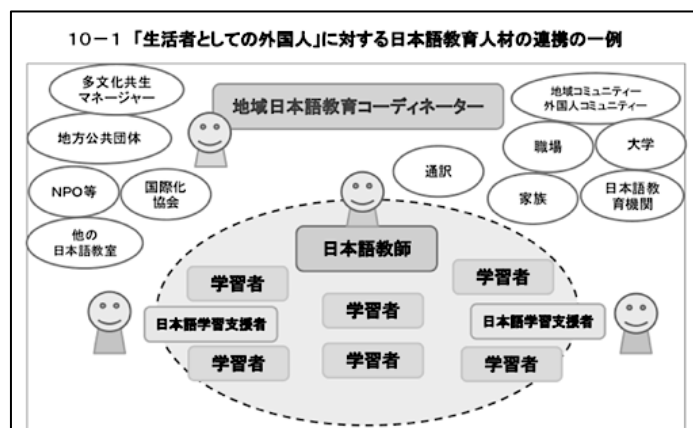 10-1 「生活者としての外国人」に対する日本語教育人材の連携の一例
多文化共生
マネージャー
地域日本語教育コーディネーター
地域コミュニティー
外国人コミュニティー
地方公共団体
職場
大学
通訳
NPO等
国際化
協会
家族
日本語教
育機関
他の
日本語教室
日本語教師
学習者
学習者
学習者
日本語学習支援者
日本語学習支援者
学習者
学習者
学習者